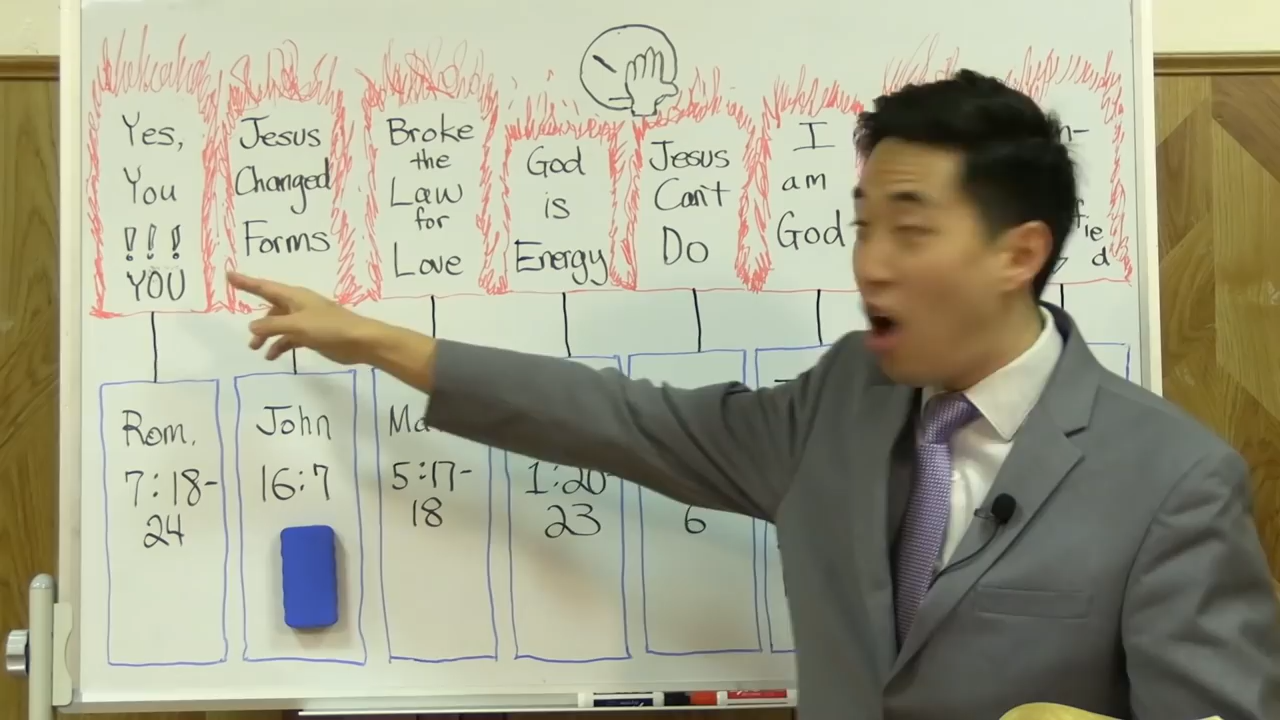 Yes,
You
!!!
YOU
Jesus
Changed
Forms
Broke
the
Law
for
Love
God
is
Energy
Jesus
Can't
Do
I
am
God
Rom.
7:18-
24
John
16:7
5:17-
18
1:20-
23
6